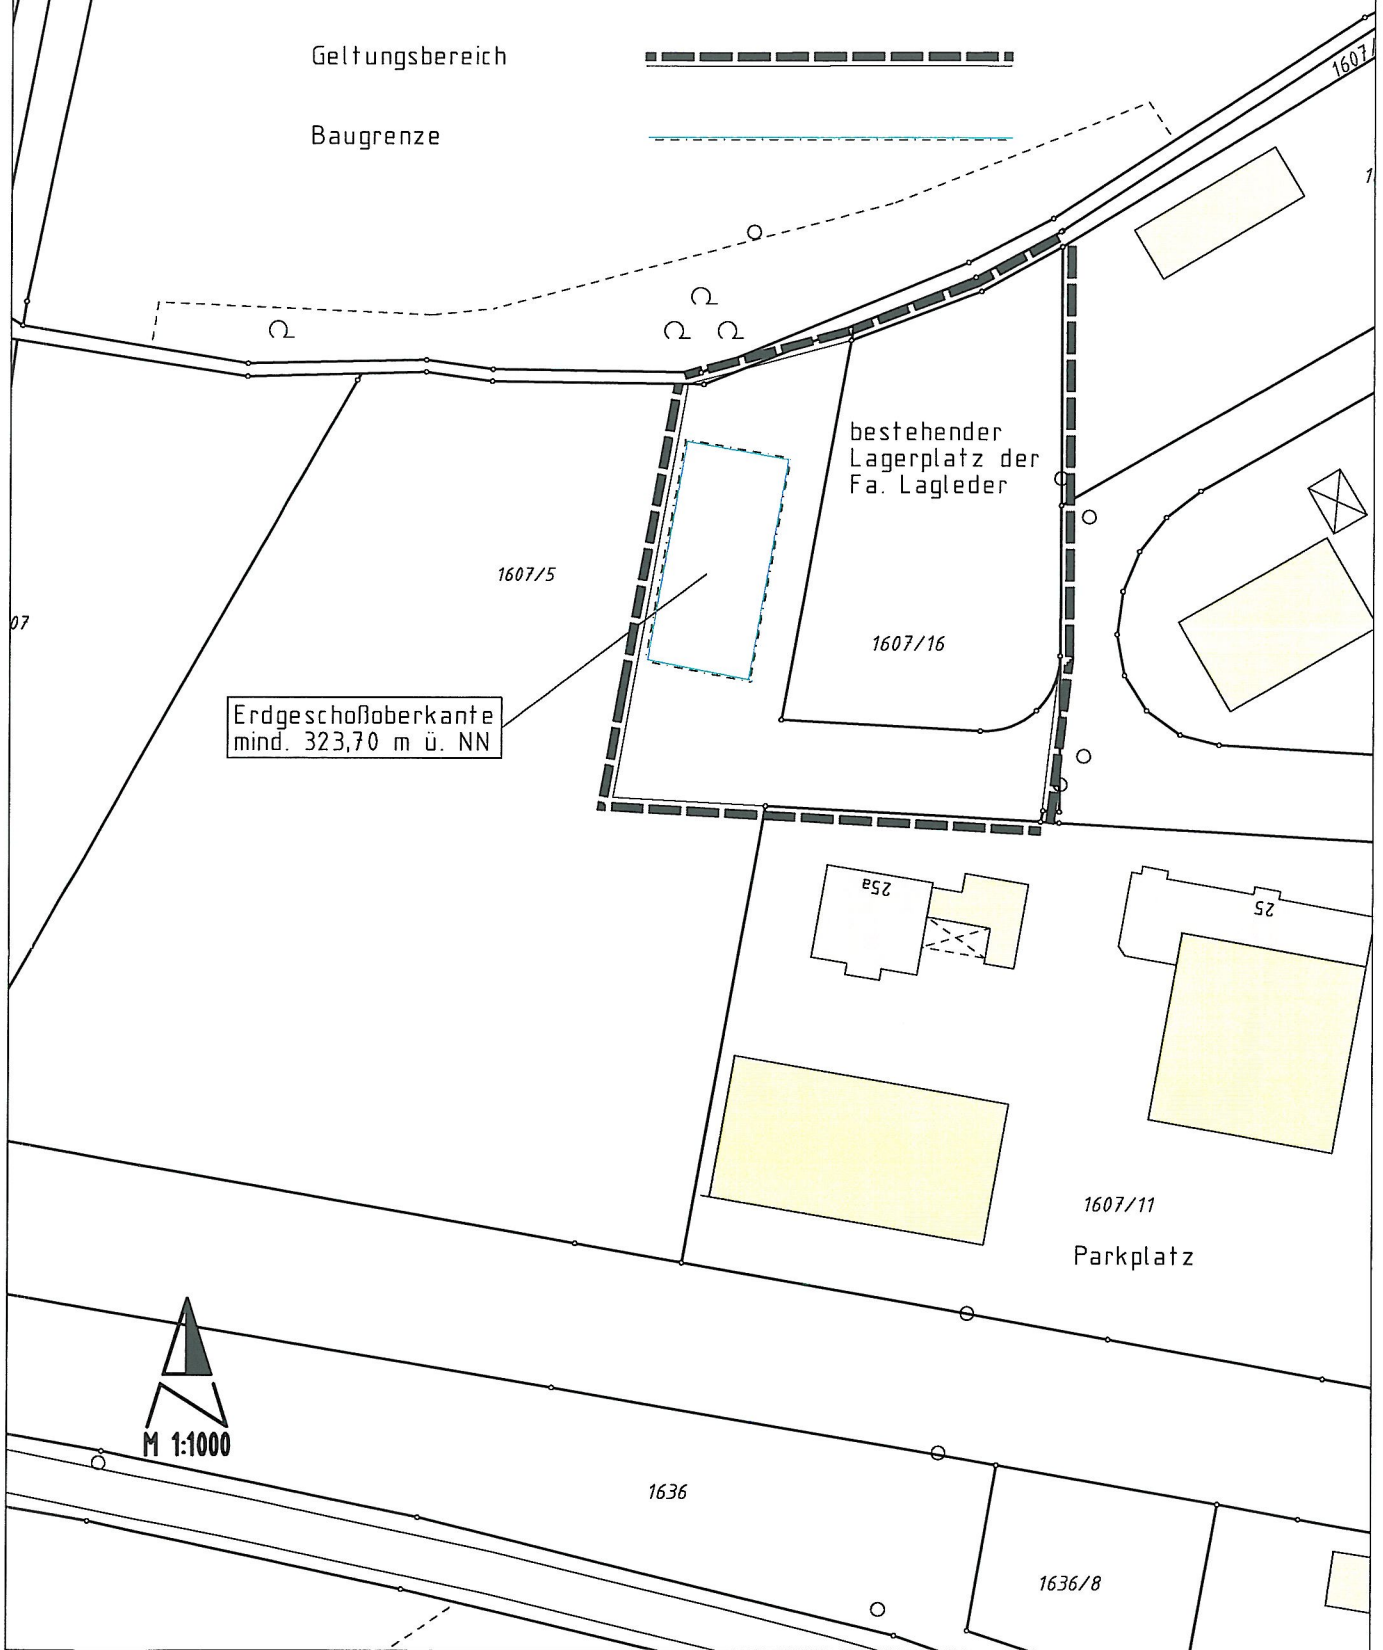 Geltungsbereich
Baugrenze
1607/
bestehender
Lagerplatz der
Fa. Lagleder
1607/5
07
1607/16
Erdgeschoßoberkante
mind. 323,70 m ü. NN
25a
25
1607/11
Parkplatz
M 1:1000
1636
1636/8